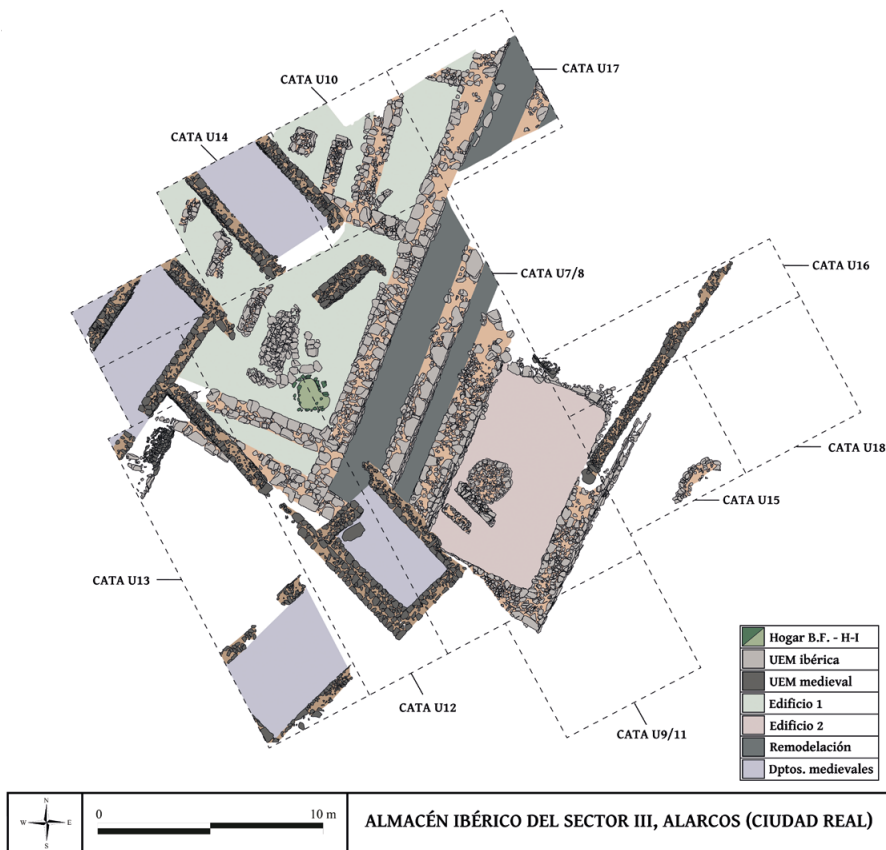 CATA U10
CATA U17
CATA U14
CATA U7/8
CATA U16
CATA U18
CATA U15
CATA U13
CATA U12
CATA U9/11
Hogar B.F. - H-I
UEM ibérica
UEM medieval
Edificio 1
Edificio 2
Remodelación
Dptos. medievales
N
W E
S
0 10 m
ALMACÉN IBÉRICO DEL SECTOR III, ALARCOS (CIUDAD REAL)